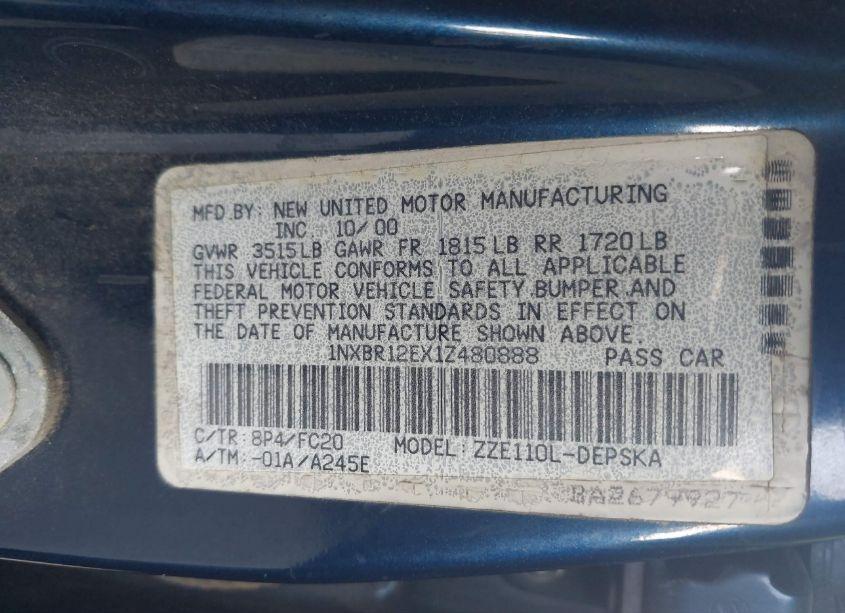 MFD BY: NEW UNITED MOTOR MANUFACTURING
INC 10/00
GVWR 3515LB GAWR FR 1815LB RR 1720LB
THIS VEHICLE CONFORMS TO ALL APPLICABLE
FEDERAL MOTOR VEHICLE SAFETY,BUMPER,AND
THEFT PREVENTION STANDARDS IN EFFECT ON
THE DATE OF MANUFACTURE SHOWN ABOVE.
1NXBR12EX1Z480888 PASS CAR
C/TR: 8P4/FC20 MODEL: ZZE110L-DEPSKA
A/TM: -01A/A245E